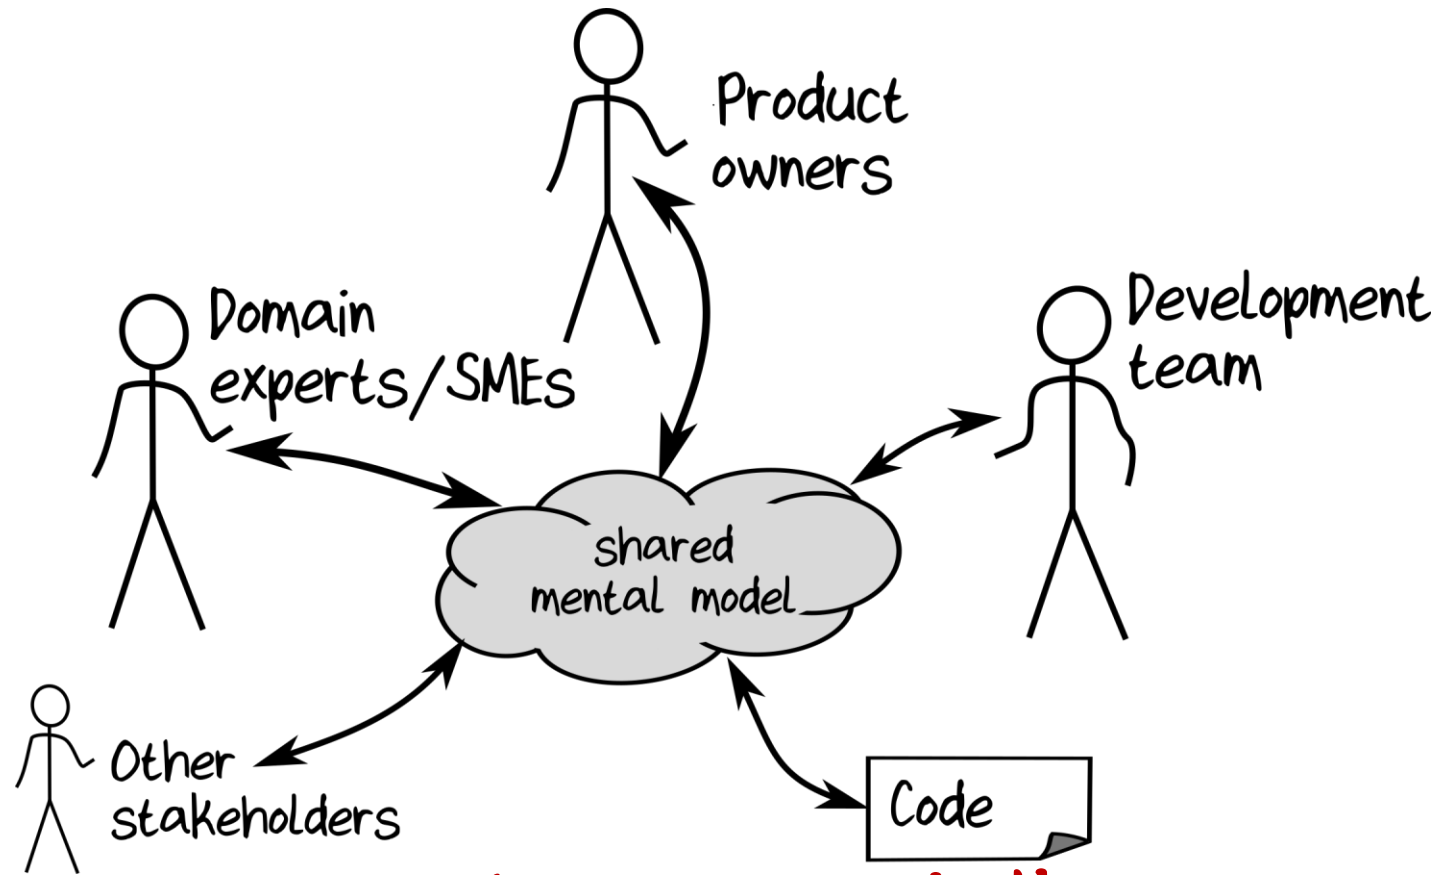 Product
owners
Domain
experts/SMEs
Development
team
shared
mental model
Other
stakeholders
Code